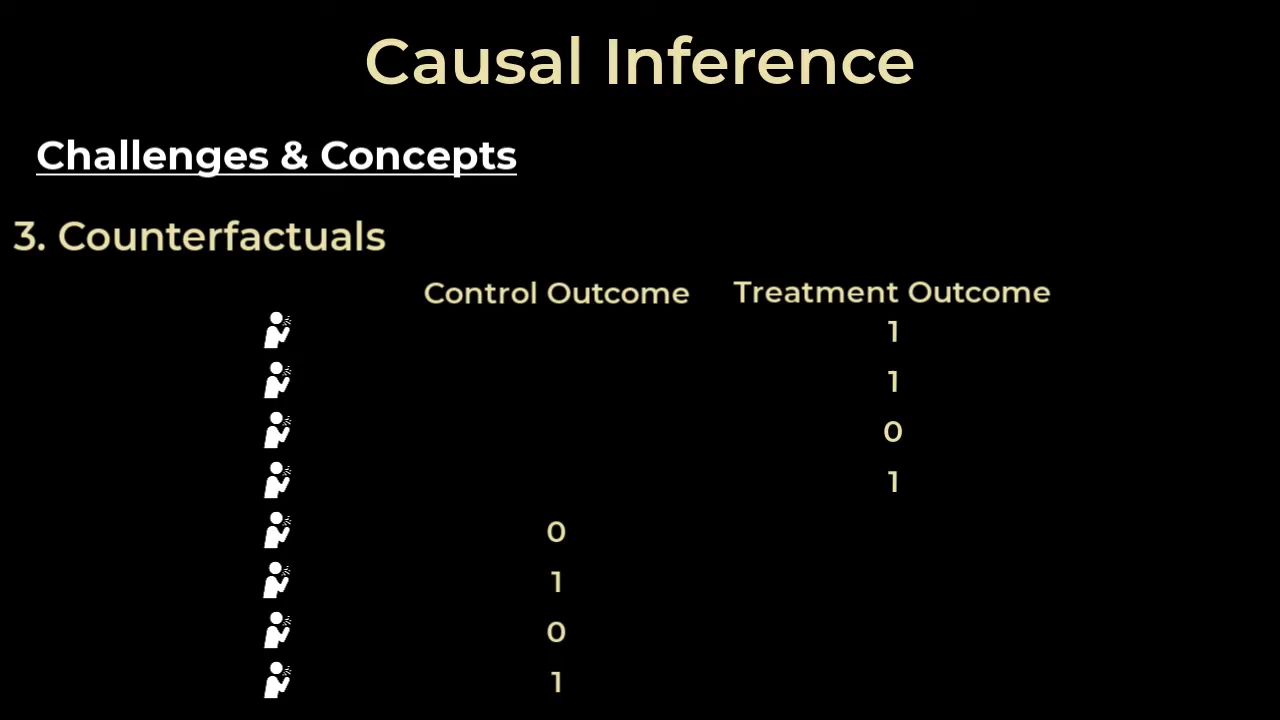 Causal Inference
Challenges & Concepts
3. Counterfactuals
Control Outcome Treatment Outcome
1
1
0
1
0
1
0
1